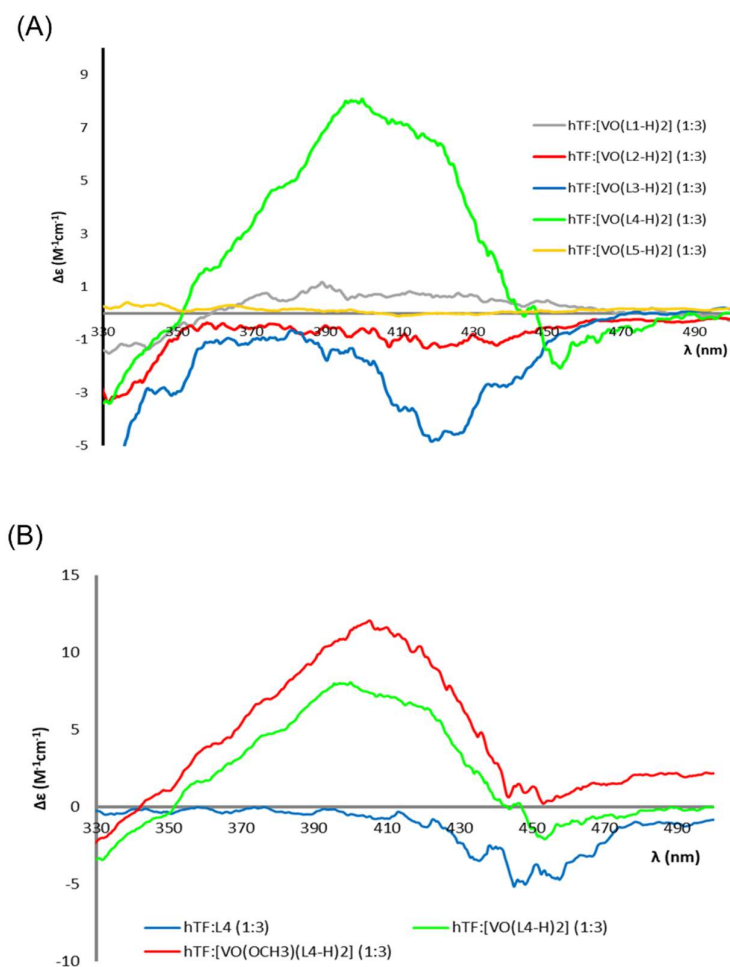 (A)
9
7
5
3
1
-1
-3
-5
Δε (M-1cm-1)
330 350 370 390 410 430 450 470 490
λ (nm)
hTF:[VO(L1-H)2] (1:3)
hTF:[VO(L2-H)2] (1:3)
hTF:[VO(L3-H)2] (1:3)
hTF:[VO(L4-H)2] (1:3)
hTF:[VO(L5-H)2] (1:3)
(B)
15
10
5
0
-5
-10
Δε (M-1cm-1)
330 350 370 390 410 430 450 470 490
λ (nm)
hTF:L4 (1:3) hTF:[VO(L4-H)2] (1:3)
hTF:[VO(OCH3)(L4-H)2] (1:3)